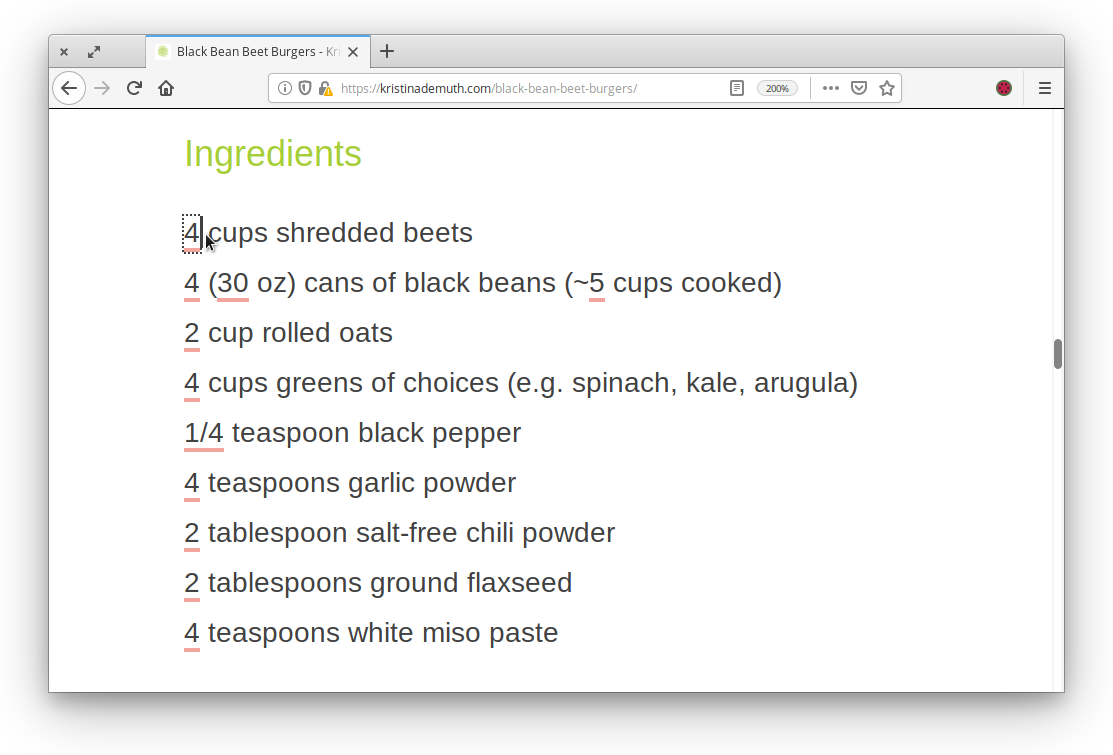 Black Bean Beet Burgers - Kri
https://kristinademuth.com/black-bean-beet-burgers/
200%
Ingredients
4 cups shredded beets
4 (30 oz) cans of black beans (~5 cups cooked)
2 cup rolled oats
4 cups greens of choices (e.g. spinach, kale, arugula)
1/4 teaspoon black pepper
4 teaspoons garlic powder
2 tablespoon salt-free chili powder
2 tablespoons ground flaxseed
4 teaspoons white miso paste